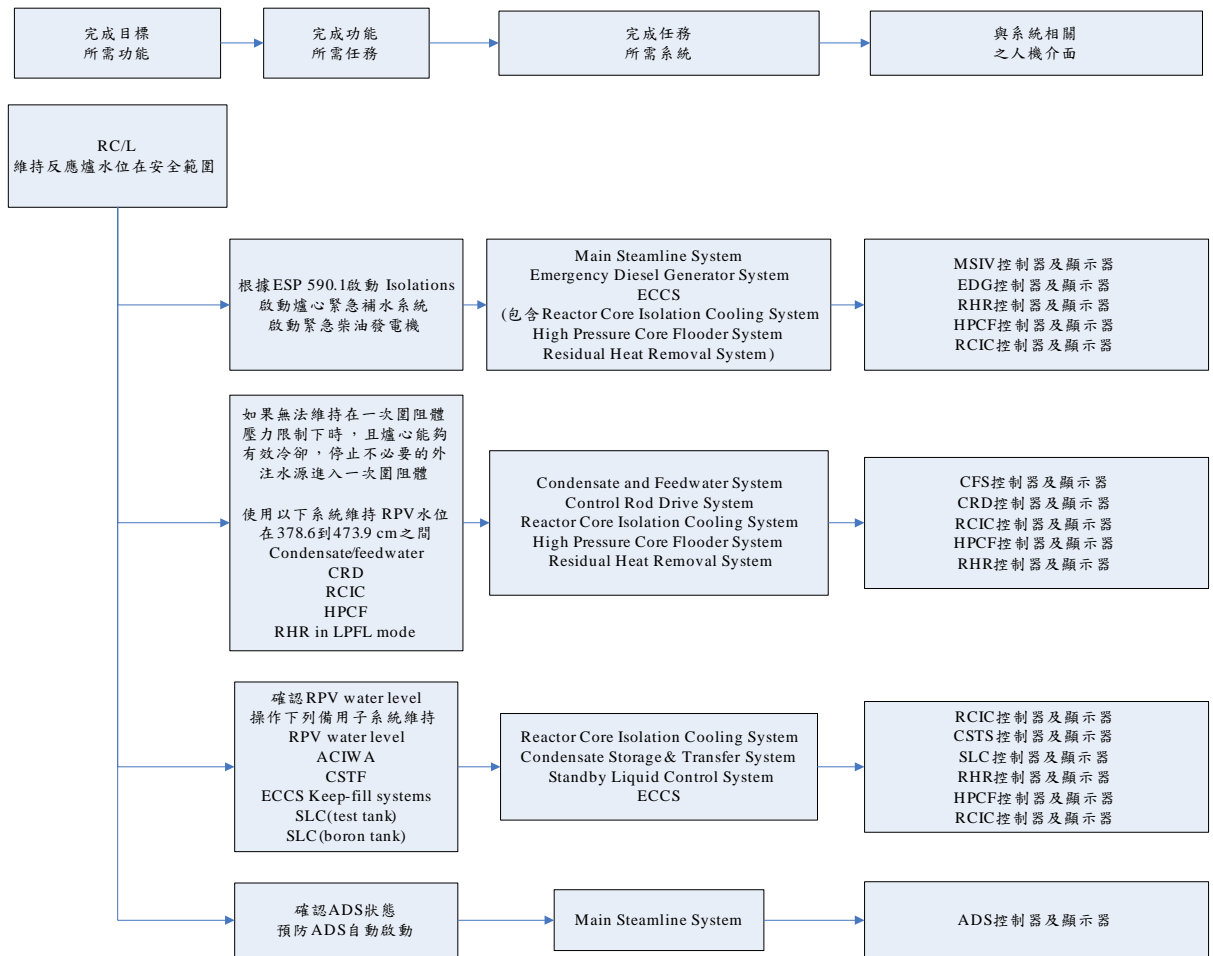 完成目標
所需功能
完成功能
所需任務
完成任務
所需系統
與系統相關
之人機介面
RC/L
維持反應爐水位在安全範圍
根據ESP 590.1啟動 Isolations
啟動爐心緊急補水系統
啟動緊急柴油發電機
Main Steamline System
Emergency Diesel Generator System
ECCS
(包含Reactor Core Isolation Cooling System
High Pressure Core Flooder System
Residual Heat Removal System)
MSIV控制器及顯示器
EDG控制器及顯示器
RHR控制器及顯示器
HPCF控制器及顯示器
RCIC控制器及顯示器
如果無法維持在一次圍阻體
壓力限制下時，且爐心能夠
有效冷卻，停止不必要的外
注水源進入一次圍阻體
使用以下系統維持 RPV水位
在378.6到473.9 cm之間
Condensate/feedwater
CRD
RCIC
HPCF
RHR in LPFL mode
Condensate and Feedwater System
Control Rod Drive System
Reactor Core Isolation Cooling System
High Pressure Core Flooder System
Residual Heat Removal System
CFS控制器及顯示器
CRD控制器及顯示器
RCIC控制器及顯示器
HPCF控制器及顯示器
RHR控制器及顯示器
確認RPV water level
操作下列備用子系統維持
RPV water level
ACIWA
CSTF
ECCS Keep-fill systems
SLC(test tank)
SLC(boron tank)
Reactor Core Isolation Cooling System
Condensate Storage& Transfer System
Standby Liquid Control System
ECCS
RCIC控制器及顯示器
CSTS控制器及顯示器
SLC控制器及顯示器
RHR控制器及顯示器
HPCF控制器及顯示器
RCIC控制器及顯示器
確認ADS狀態
預防ADS自動啟動
Main Steamline System
ADS控制器及顯示器